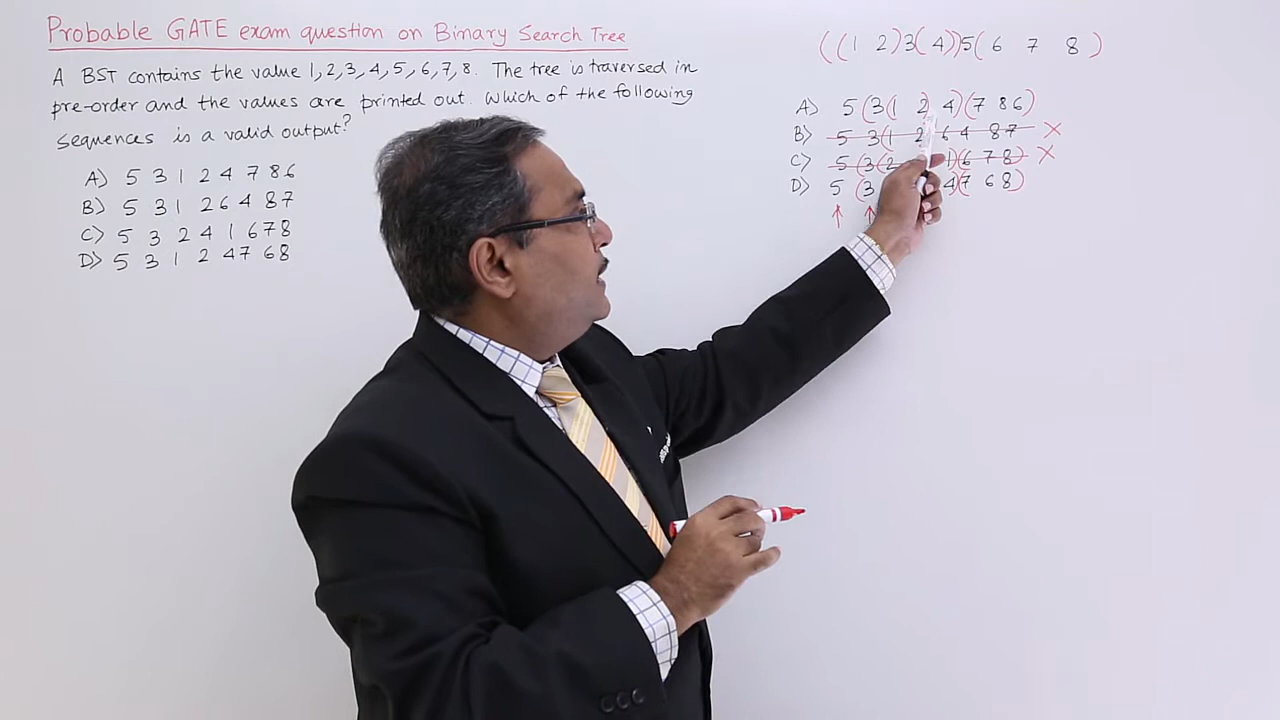 Probable GATE exam question on Binary Search Tree
A BST contains the value 1, 2, 3, 4, 5, 6, 7, 8. The tree is traversed in
pre-order and the values are printed out. Which of the following
sequences is a valid output?
A) 5 3 1 2 4 7 8 6
B) 5 3 1 2 6 4 8 7
C) 5 3 2 4 1 6 7 8
D) 5 3 1 2 4 7 6 8
((1 2)3(4))5(6 7 8)
A) 5(3(1 2)4)(7 8 6)
B) 5 3(1 2 6 4 8 7 ×
C) 5(3(2 1(6 7 8) ×
D) 5(3 4)(7 6 8)
↑ ↑